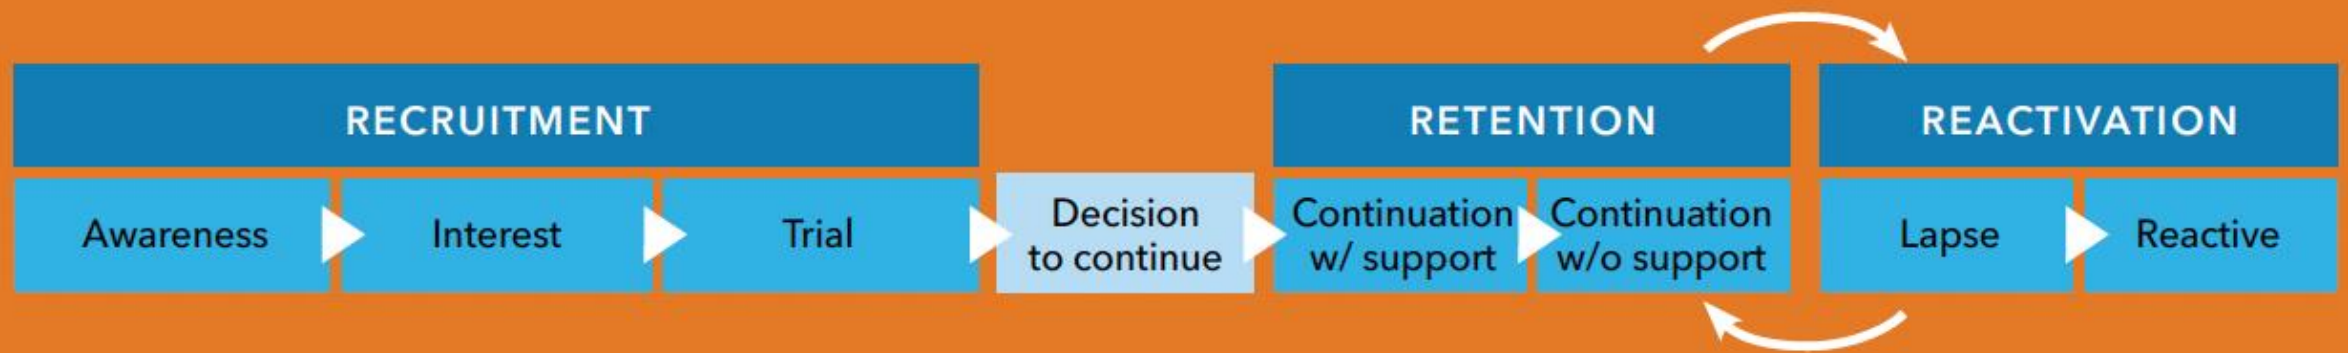 RECRUITMENT
RETENTION
REACTIVATION
Awareness
Interest
Trial
Decision
to continue
Continuation
w/ support
Continuation
w/o support
Lapse
Reactive